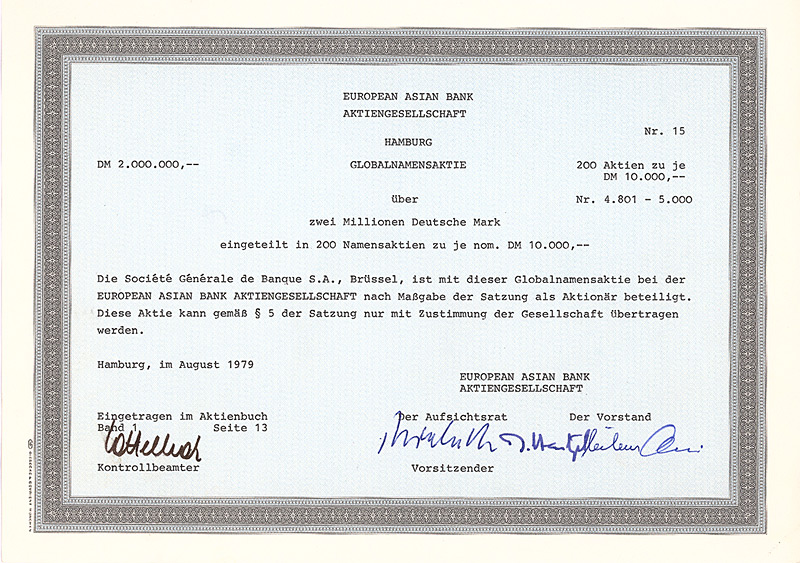 EUROPEAN ASIAN BANK
AKTIENGESELLSCHAFT
Nr. 15
HAMBURG
DM 2.000.000,-- GLOBALNAMENSAKTIE 200 Aktien zu je
DM 10.000,--
über Nr. 4.801 - 5.000
zwei Millionen Deutsche Mark
eingeteilt in 200 Namensaktien zu je nom. DM 10.000,--
Die Société Générale de Banque S.A., Brüssel, ist mit dieser Globalnamensaktie bei der
EUROPEAN ASIAN BANK AKTIENGESELLSCHAFT nach Maßgabe der Satzung als Aktionär beteiligt.
Diese Aktie kann gemäß § 5 der Satzung nur mit Zustimmung der Gesellschaft übertragen
werden.
Hamburg, im August 1979
EUROPEAN ASIAN BANK
AKTIENGESELLSCHAFT
Eingetragen im Aktienbuch Der Aufsichtsrat Der Vorstand
Band 1 Seite 13
Kontrollbeamter Vorsitzender